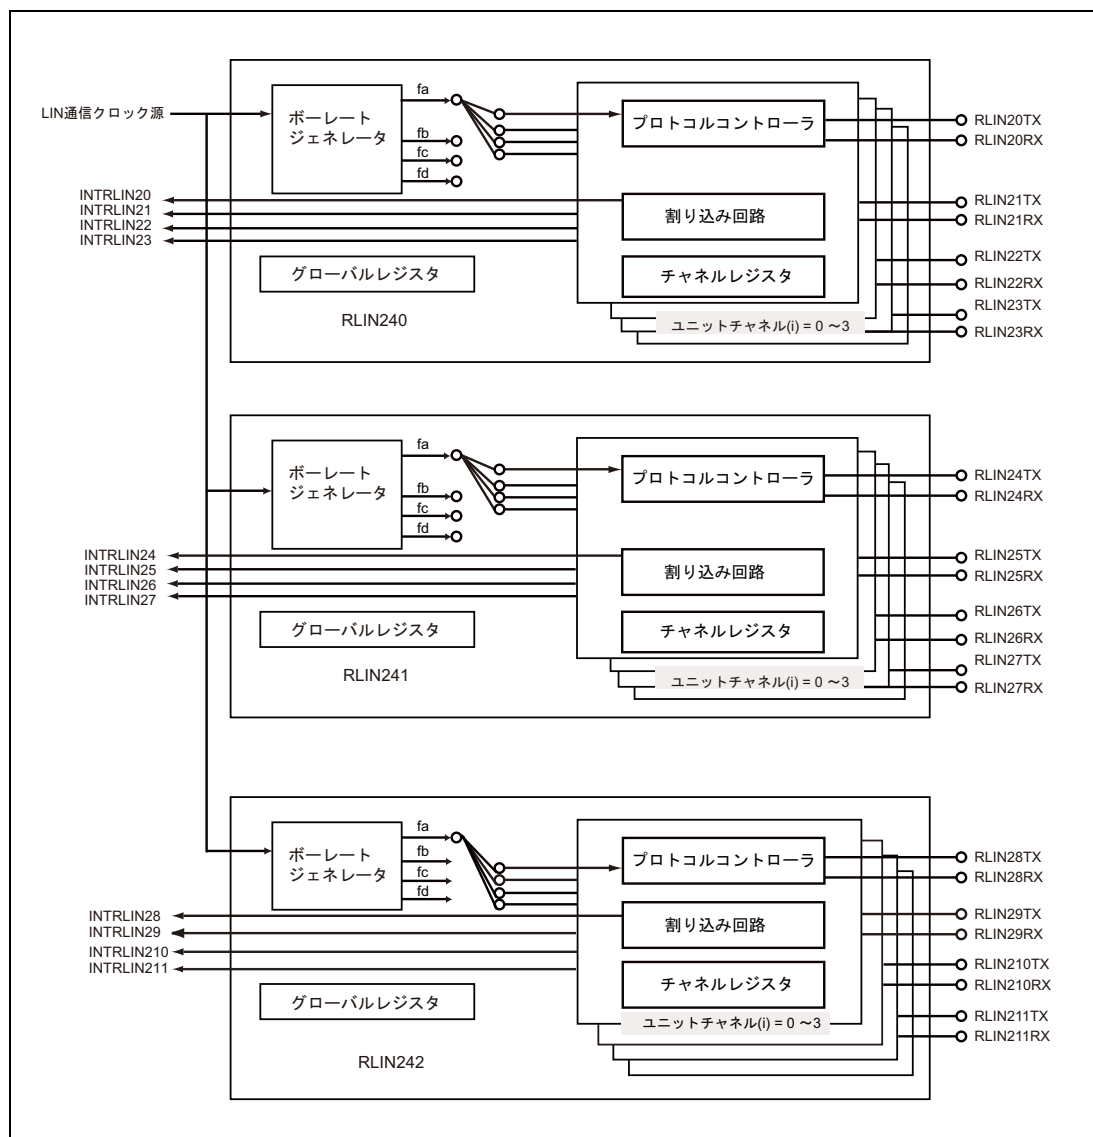 LIN通信クロック源
ボーレート
ジェネレータ
fa
fb
fc
fd
プロトコルコントローラ
割り込み回路
チャネルレジスタ
ユニットチャネル(i) = 0 ～3
グローバルレジスタ
RLIN240
INTRLIN20
INTRLIN21
INTRLIN22
INTRLIN23
RLIN20TX
RLIN20RX
RLIN21TX
RLIN21RX
RLIN22TX
RLIN22RX
RLIN23TX
RLIN23RX
ボーレート
ジェネレータ
fa
fb
fc
fd
プロトコルコントローラ
割り込み回路
チャネルレジスタ
ユニットチャネル(i) = 0 ～3
グローバルレジスタ
RLIN241
INTRLIN24
INTRLIN25
INTRLIN26
INTRLIN27
RLIN24TX
RLIN24RX
RLIN25TX
RLIN25RX
RLIN26TX
RLIN26RX
RLIN27TX
RLIN27RX
ボーレート
ジェネレータ
fa
fb
fc
fd
プロトコルコントローラ
割り込み回路
チャネルレジスタ
ユニットチャネル(i) = 0 ～3
グローバルレジスタ
RLIN242
INTRLIN28
INTRLIN29
INTRLIN210
INTRLIN211
RLIN28TX
RLIN28RX
RLIN29TX
RLIN29RX
RLIN210TX
RLIN210RX
RLIN211TX
RLIN211RX